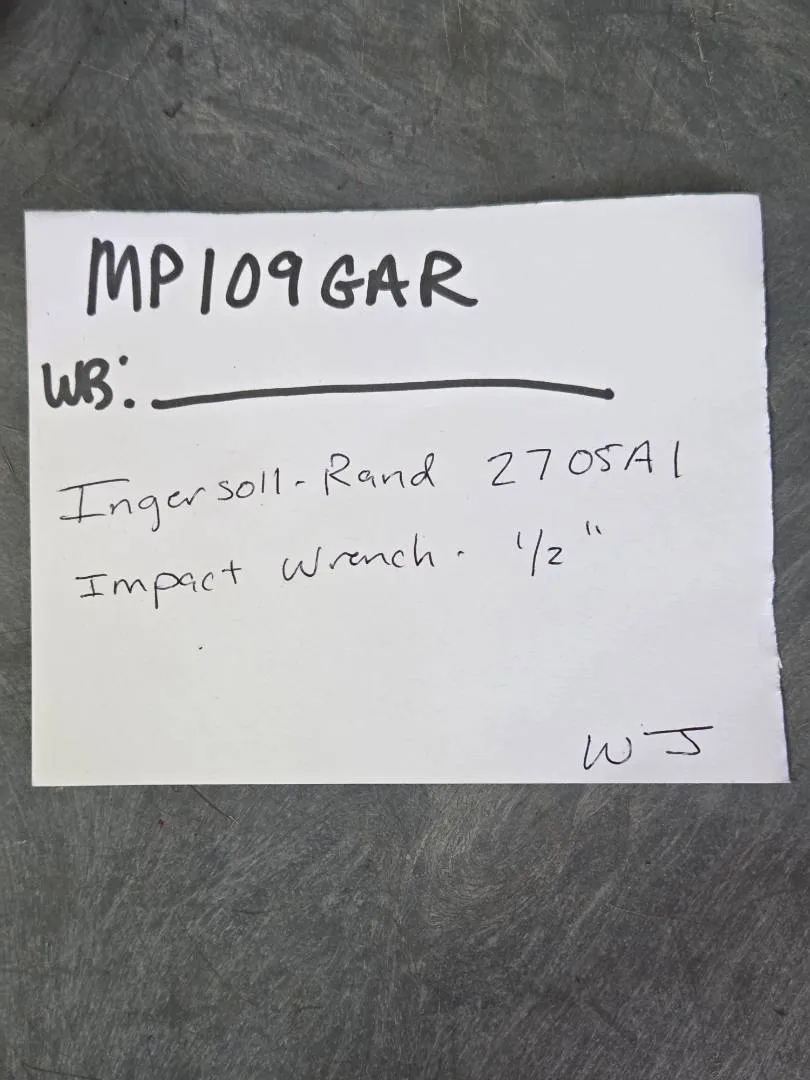 MP109GAR
WB:
Ingersoll-Rand 2705A1
Impact Wrench. 1/2"
WJ